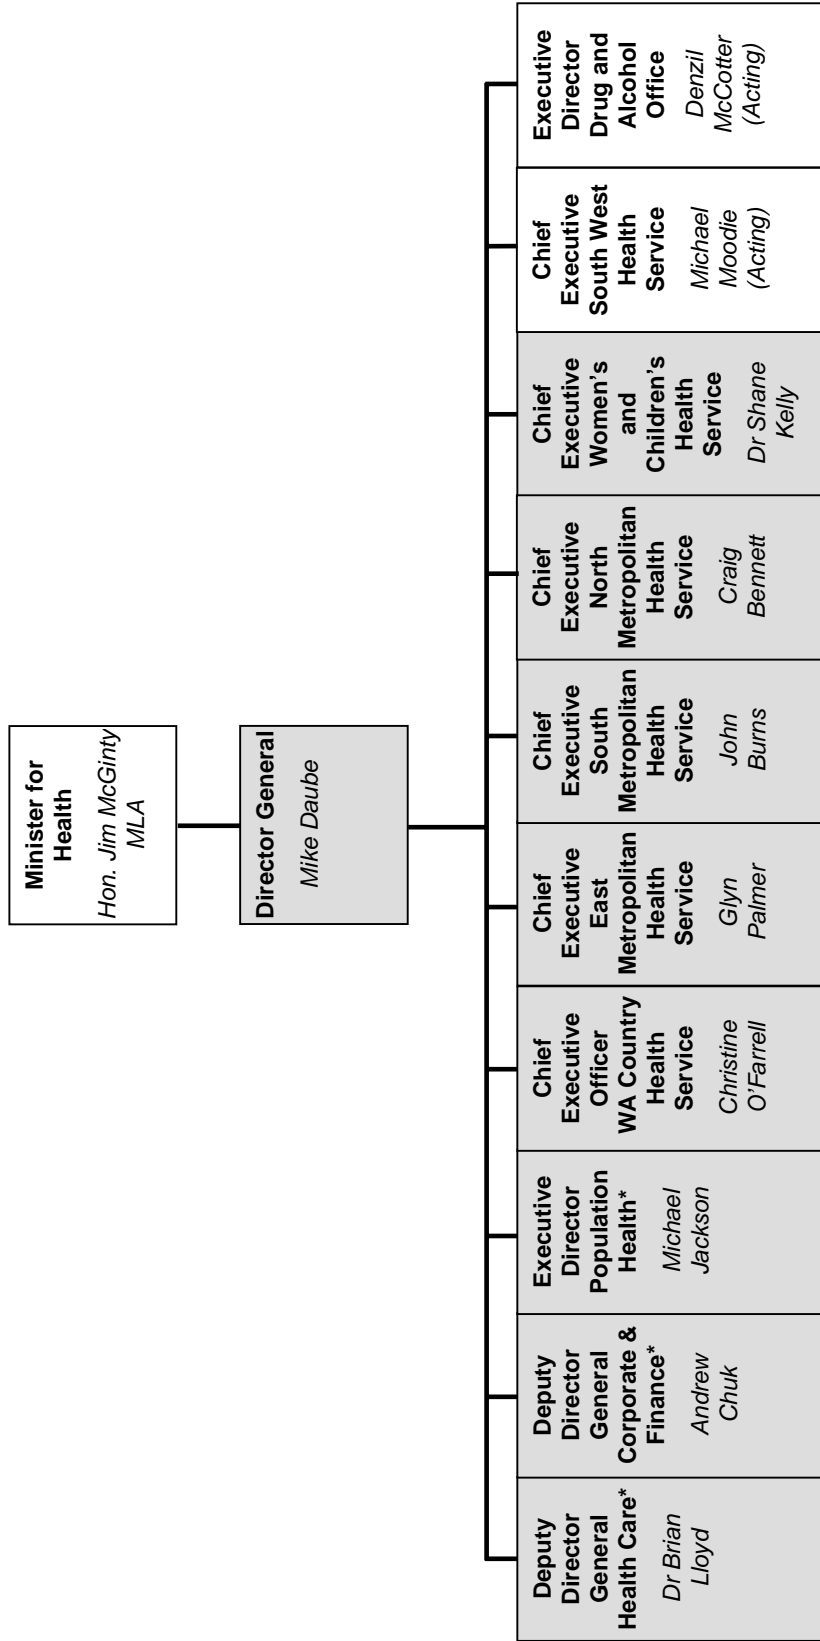 Minister for
Health
Hon. Jim McGinty
MLA
Director General
Mike Daube
Deputy
Director
General
Health Care*
Dr Brian
Lloyd
Deputy
Director
General
Corporate &
Finance*
Andrew
Chuk
Executive
Director
Population
Health*
Michael
Jackson
Chief
Executive
Officer
WA Country
Health
Service
Christine
O'Farrell
Chief
Executive
East
Metropolitan
Health
Service
Glyn
Palmer
Chief
Executive
South
Metropolitan
Health
Service
John
Burns
Chief
Executive
North
Metropolitan
Health
Service
Craig
Bennett
Chief
Executive
Women's
and
Children's
Health
Service
Dr Shane
Kelly
Chief
Executive
South West
Health
Service
Michael
Moodie
(Acting)
Executive
Director
Drug and
Alcohol
Office
Denzil
McCotter
(Acting)